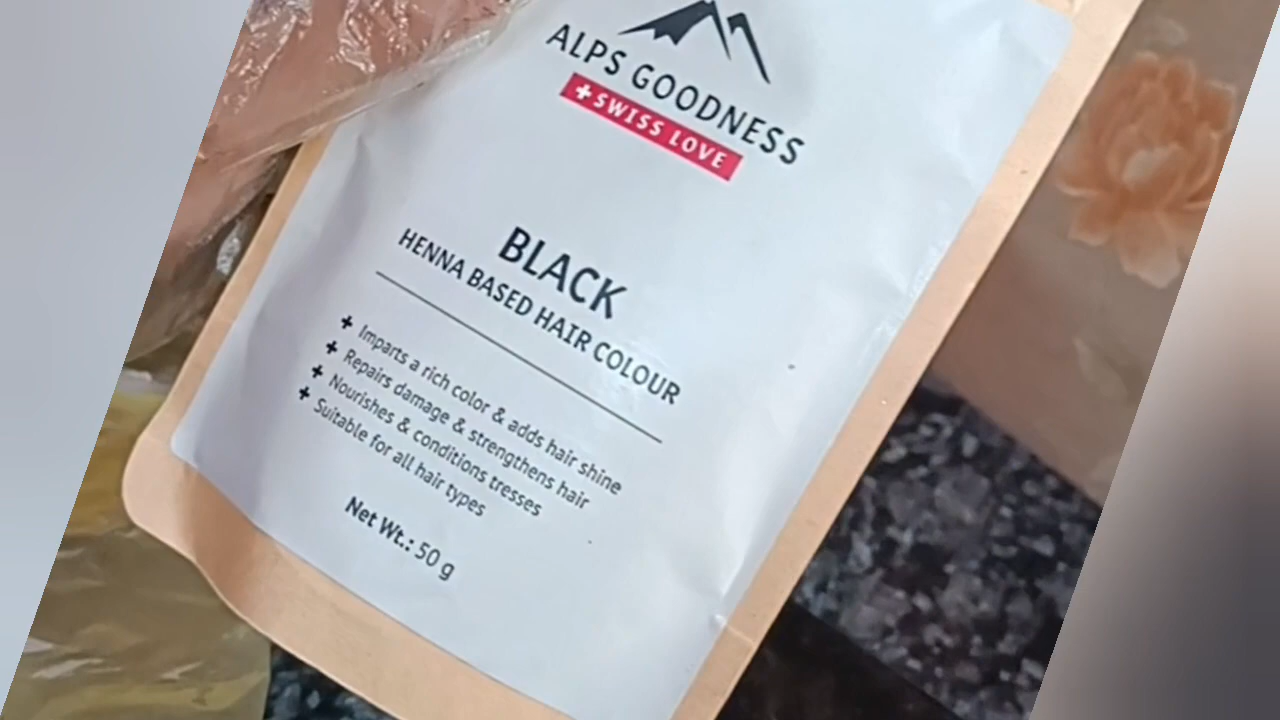 ALPS GOODNESS
+ SWISS LOVE
BLACK
HENNA BASED HAIR COLOUR
+ Imparts a rich color & adds hair shine
+ Repairs damage & strengthens hair
+ Nourishes & conditions tresses
+ Suitable for all hair types
Net Wt.: 50 g